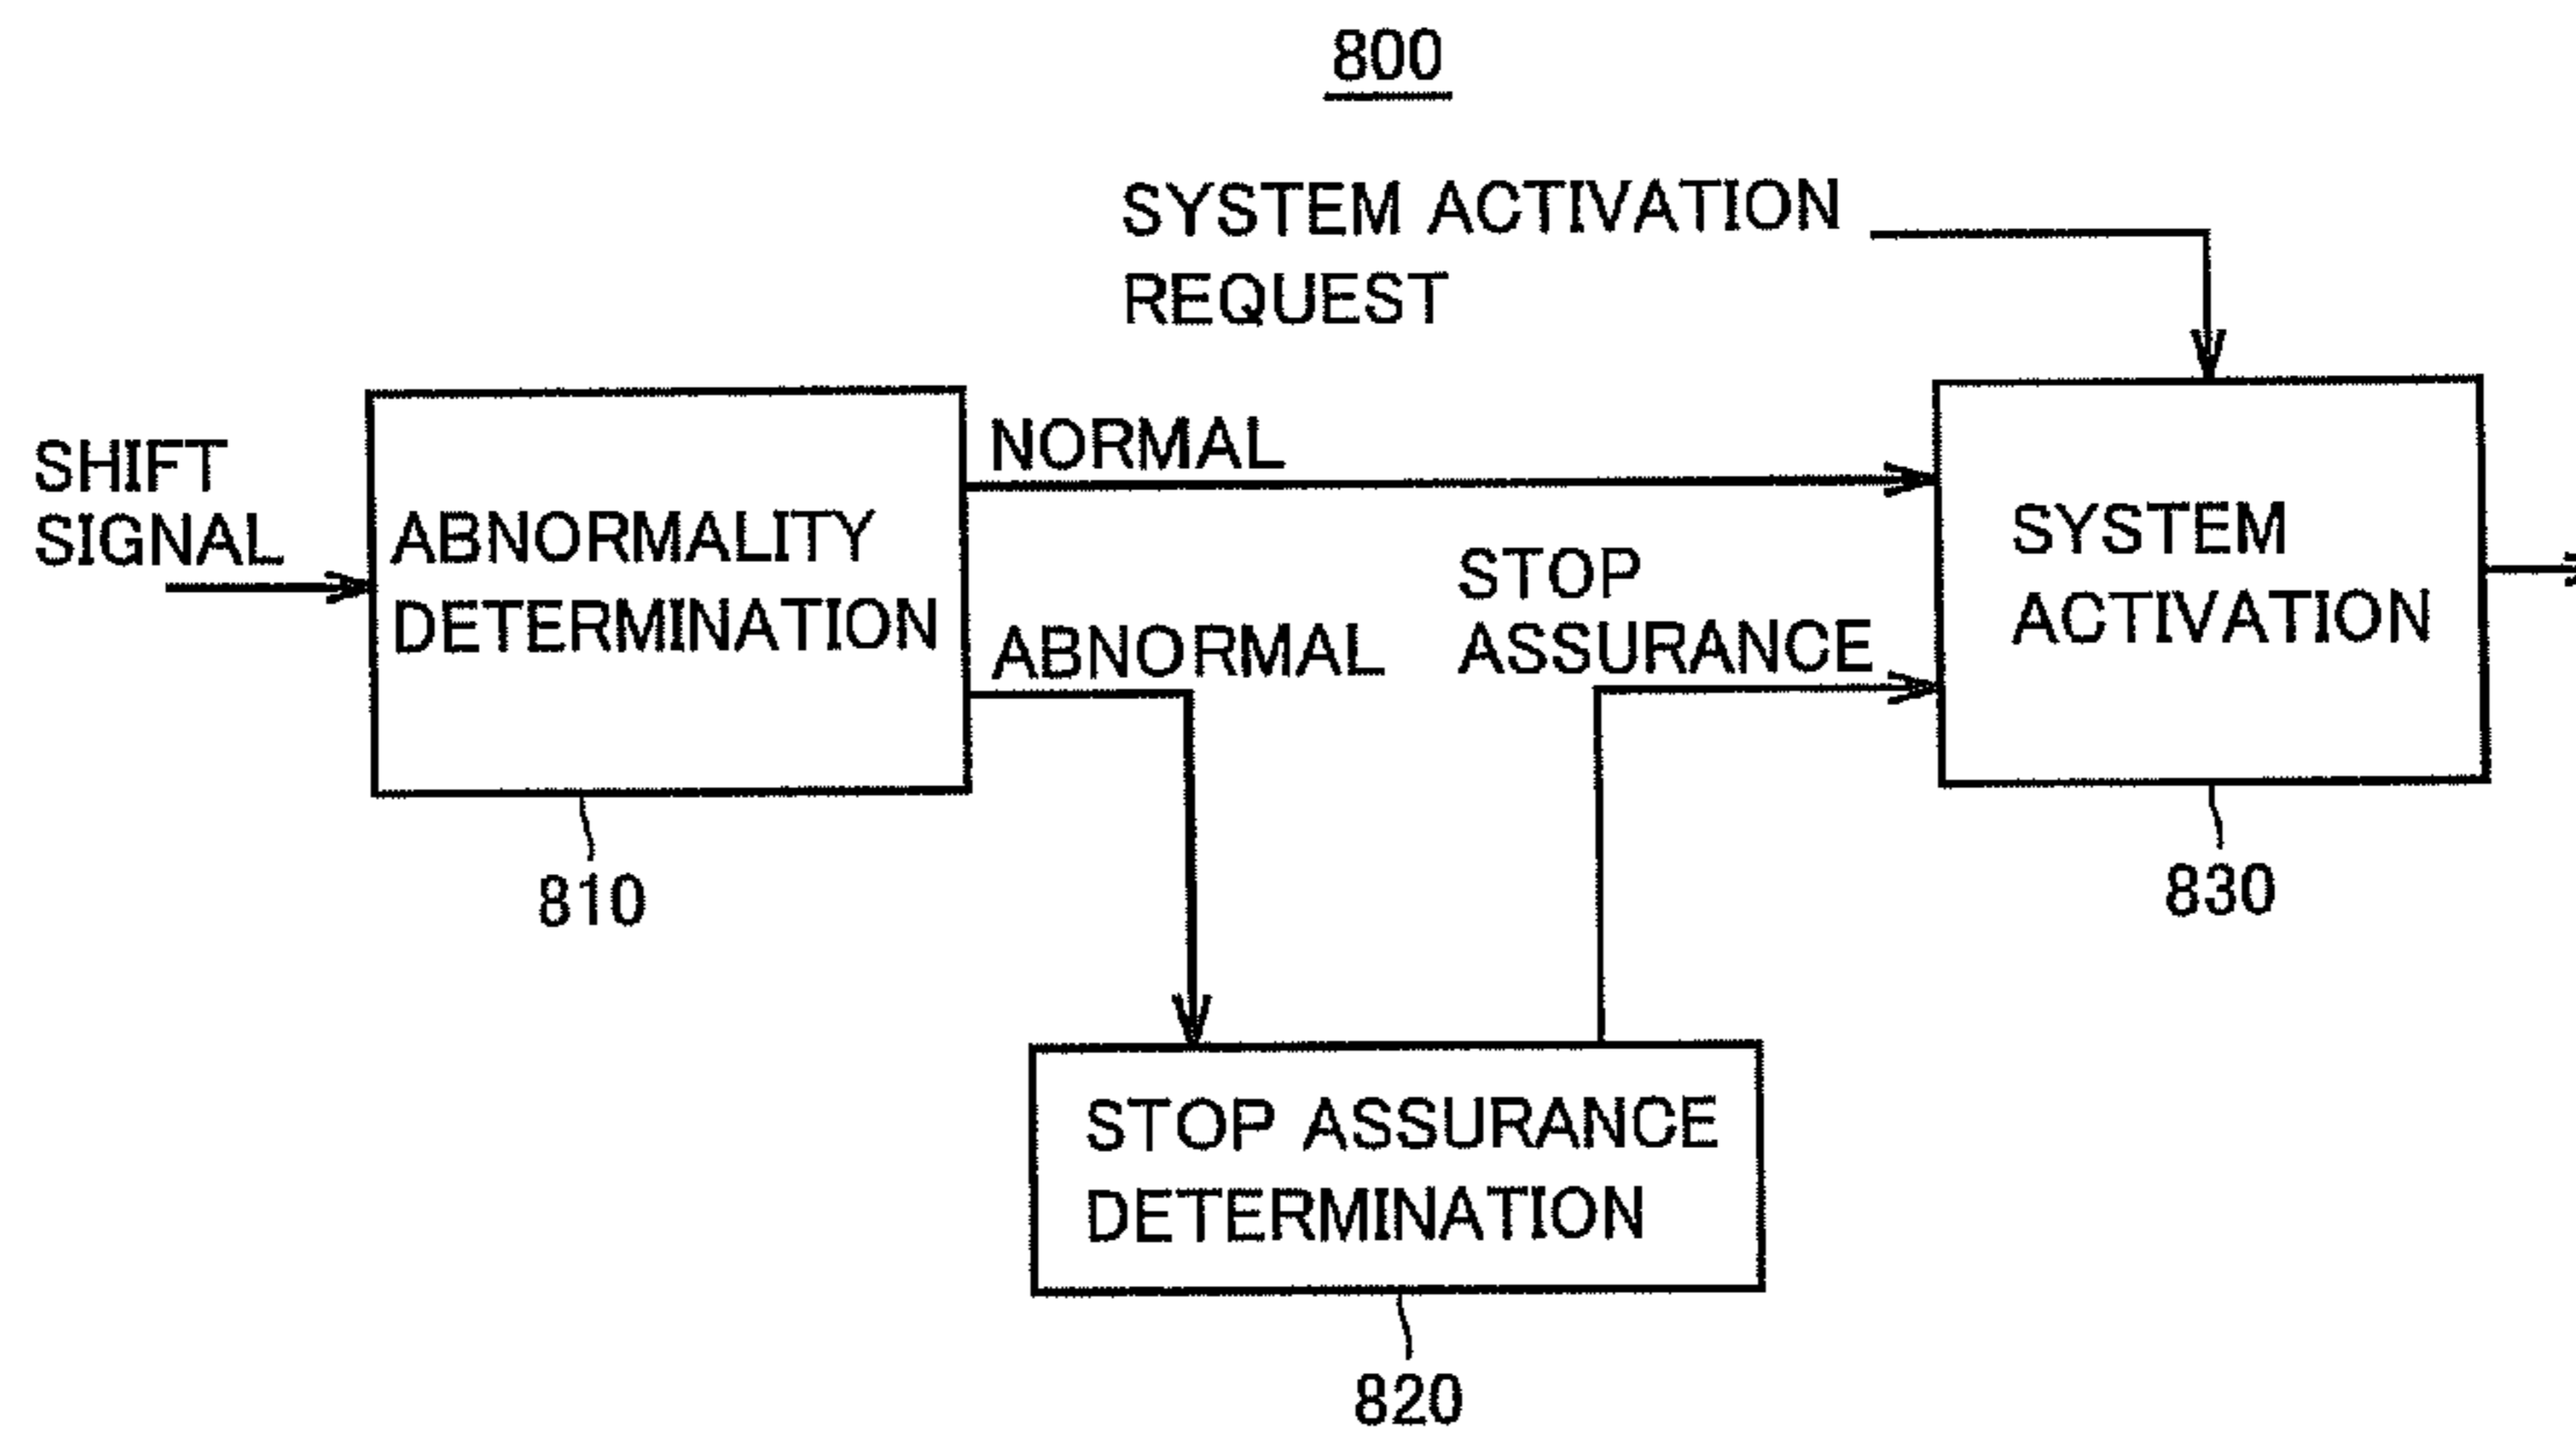 800
SYSTEM ACTIVATION
REQUEST
SHIFT
SIGNAL
ABNORMALITY
DETERMINATION
NORMAL
ABNORMAL
STOP
ASSURANCE
SYSTEM
ACTIVATION
810
830
STOP ASSURANCE
DETERMINATION
820